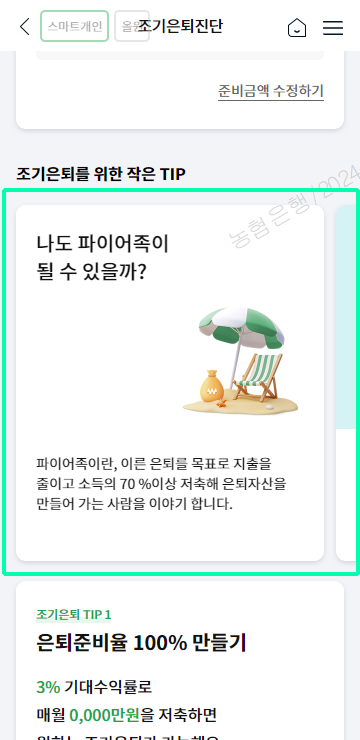 스마트개인
올원
조기은퇴진단
준비금액 수정하기
조기은퇴를 위한 작은 TIP
농협은행 / 2024
나도 파이어족이
될 수 있을까?
파이어족이란, 이른 은퇴를 목표로 지출을
줄이고 소득의 70 %이상 저축해 은퇴자산을
만들어 가는 사람을 이야기 합니다.
조기은퇴 TIP 1
은퇴준비율 100% 만들기
3% 기대수익률로
매월 0,000만원을 저축하면